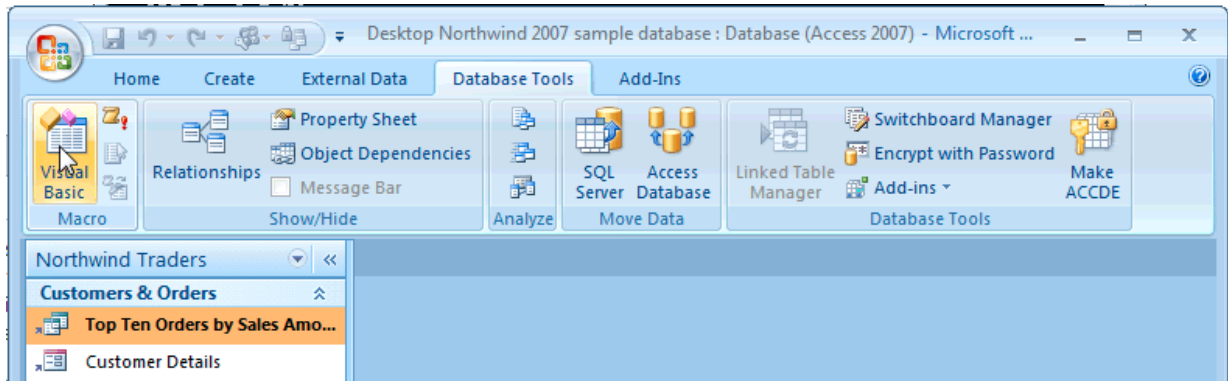 Desktop Northwind 2007 sample database : Database (Access 2007) - Microsoft ...
Home Create External Data Database Tools Add-Ins
Visual Basic
Relationships
Property Sheet
Object Dependencies
Message Bar
SQL Server
Access Database
Linked Table Manager
Switchboard Manager
Encrypt with Password
Add-ins
Make ACCDE
Macro Show/Hide Analyze Move Data Database Tools
Northwind Traders
Customers & Orders
Top Ten Orders by Sales Amo...
Customer Details